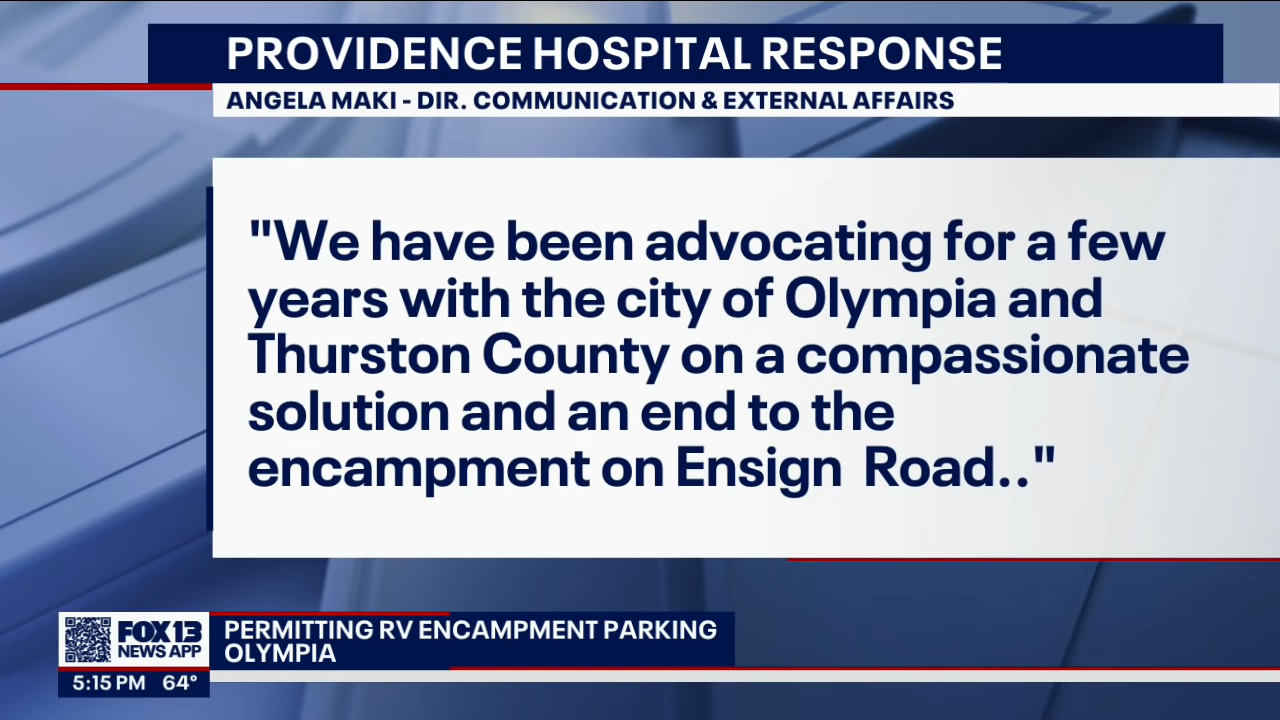 PROVIDENCE HOSPITAL RESPONSE
ANGELA MAKI - DIR. COMMUNICATION & EXTERNAL AFFAIRS
"We have been advocating for a few
years with the city of Olympia and
Thurston County on a compassionate
solution and an end to the
encampment on Ensign  Road.."
FOX 13
NEWS APP
PERMITTING RV ENCAMPMENT PARKING
OLYMPIA
5:15 PM 64°